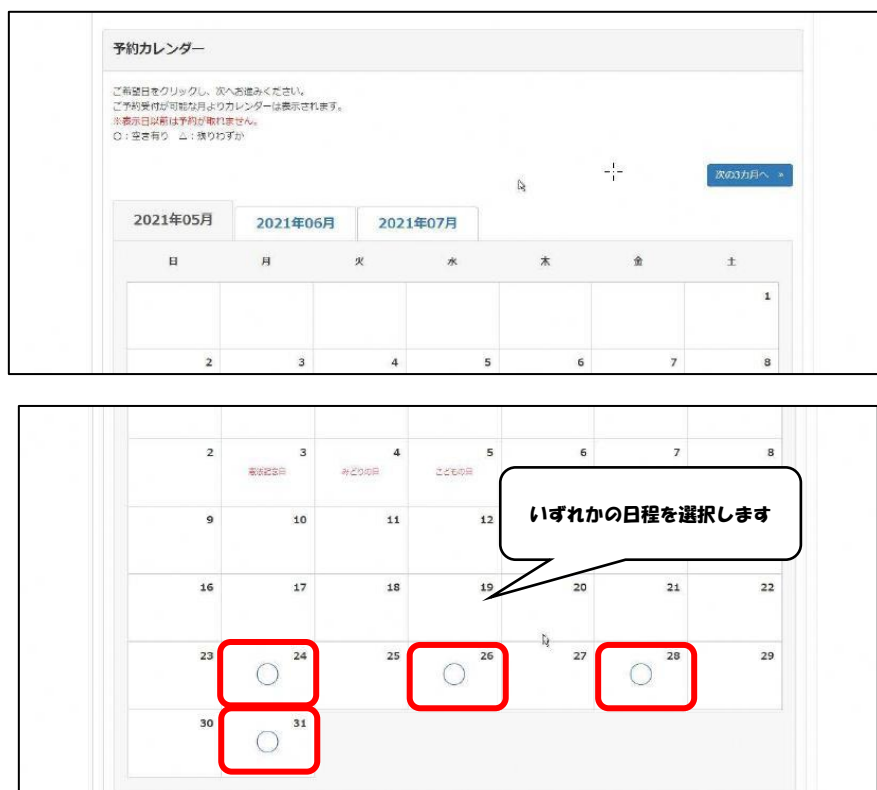 予約カレンダー
ご希望日をクリックし、次へお進みください。
ご予約受付が可能な月よりカレンダーは表示されます。
※表示日以前は予約が取れません。
○：空き有り　△：残りわずか
次の3カ月へ »
2021年05月 2021年06月 2021年07月
日 月 火 水 木 金 土
1
2 3 4 5 6 7 8
2 3 4 5 6 7 8
憲法記念日 みどりの日 こどもの日
いずれかの日程を選択します
9 10 11 12
16 17 18 19 20 21 22
23 24 25 26 27 28 29
○ ○ ○
30 31
○